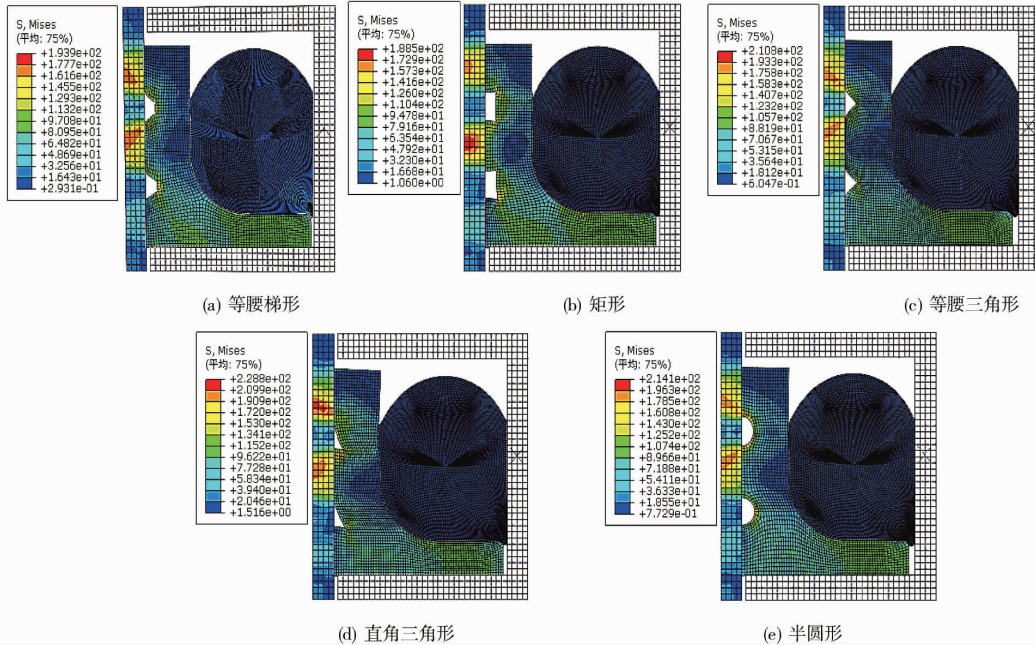 S, Mises
(平均: 75%)
+1.939e+02
+1.777e+02
+1.616e+02
+1.455e+02
+1.293e+02
+1.132e+02
+9.708e+01
+8.095e+01
+6.482e+01
+4.869e+01
+3.256e+01
+1.643e+01
+2.931e-01
(a) 等腰梯形
S, Mises
(平均: 75%)
+1.885e+02
+1.729e+02
+1.573e+02
+1.416e+02
+1.260e+02
+1.104e+02
+9.478e+01
+7.916e+01
+6.354e+01
+4.792e+01
+3.230e+01
+1.668e+01
+1.060e+00
(b) 矩形
S, Mises
(平均: 75%)
+2.108e+02
+1.933e+02
+1.758e+02
+1.583e+02
+1.407e+02
+1.232e+02
+1.057e+02
+8.819e+01
+7.067e+01
+5.315e+01
+3.564e+01
+1.812e+01
+6.047e-01
(c) 等腰三角形
S, Mises
(平均: 75%)
+2.288e+02
+2.099e+02
+1.909e+02
+1.720e+02
+1.530e+02
+1.341e+02
+1.152e+02
+9.622e+01
+7.728e+01
+5.834e+01
+3.940e+01
+2.046e+01
+1.516e+00
(d) 直角三角形
S, Mises
(平均: 75%)
+2.141e+02
+1.963e+02
+1.785e+02
+1.608e+02
+1.430e+02
+1.252e+02
+1.074e+02
+8.966e+01
+7.188e+01
+5.411e+01
+3.633e+01
+1.855e+01
+7.729e-01
(e) 半圆形